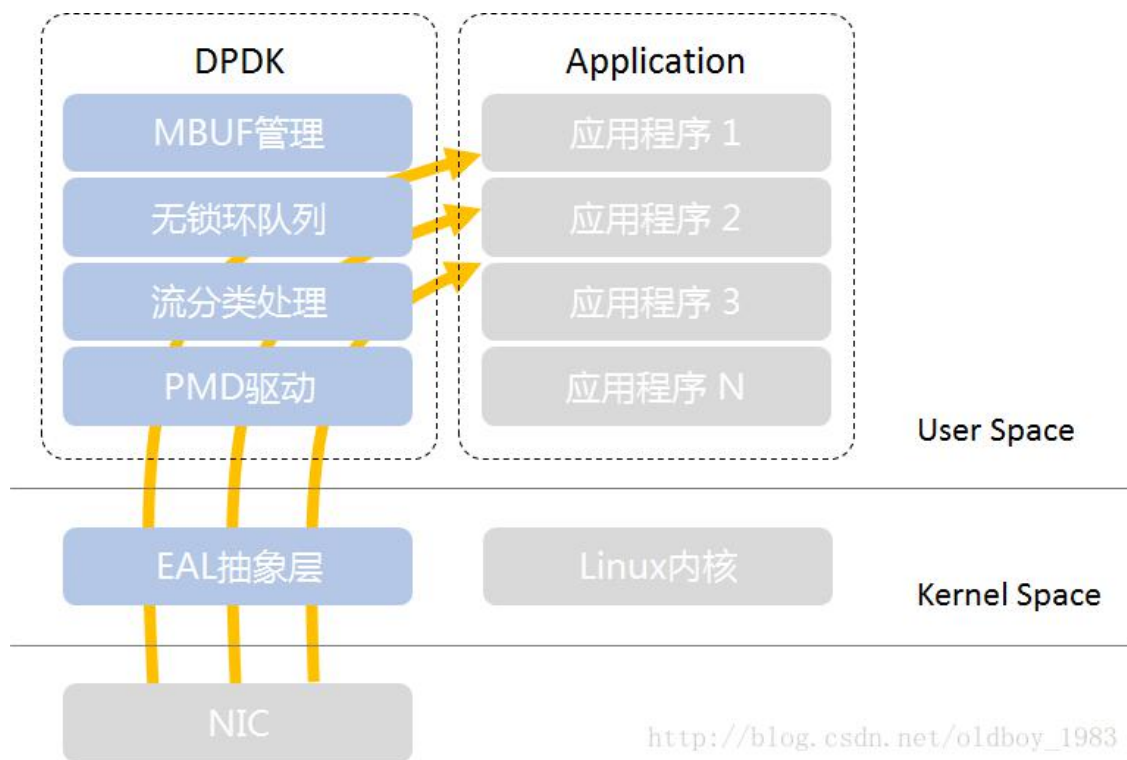 DPDK
Application
MBUF管理
应用程序 1
无锁环队列
应用程序 2
流分类处理
应用程序 3
PMD驱动
应用程序 N
User Space
EAL抽象层
Linux内核
Kernel Space
NIC
http://blog.csdn.net/oldboy_1983